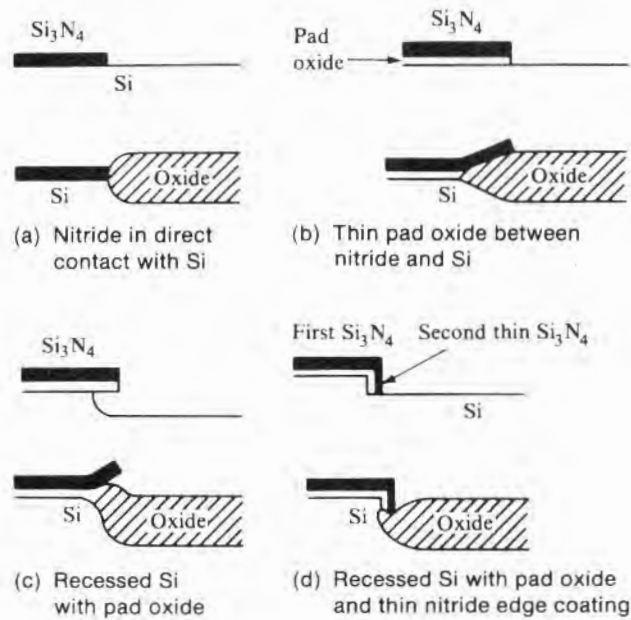 Si₃N₄
Si
Si
Oxide
(a) Nitride in direct
contact with Si
Si₃N₄
Pad
oxide
Si
Oxide
(b) Thin pad oxide between
nitride and Si
Si₃N₄
Si
Oxide
(c) Recessed Si
with pad oxide
First Si₃N₄
Second thin Si₃N₄
Si
Si
Oxide
(d) Recessed Si with pad oxide
and thin nitride edge coating